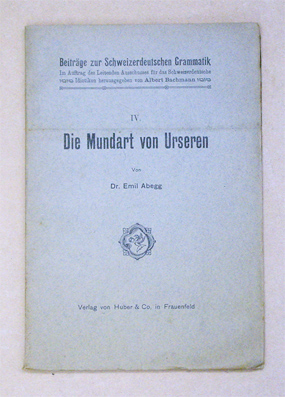 Beiträge zur Schweizerdeutschen Grammatik
Im Auftrag des Leitenden Ausschusses für das Schweizerdeutsche
Idiotikon herausgegeben von Albert Bachmann
IV.
Die Mundart von Urseren
Von
Dr. Emil Abegg
Verlag von Huber & Co. in Frauenfeld